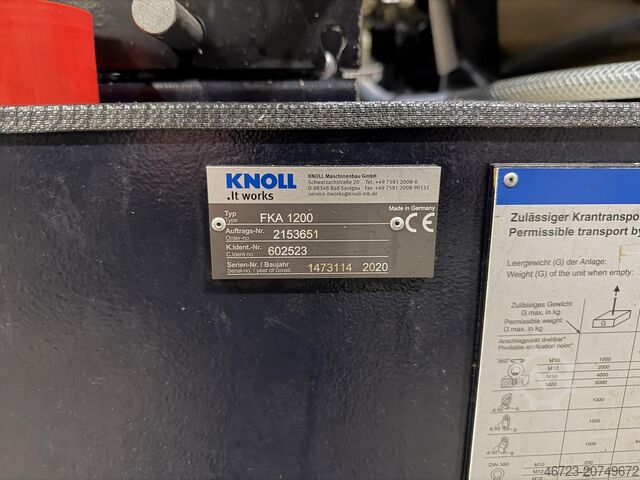 KNOLL
.It works
KNOLL Maschinenbau GmbH
Schwarzachstraße 20 Tel. +49 7581 2008-0
D-88348 Bad Saulgau Fax +49 7581 2008-90151
service.itworks@knoll-mb.de
Made in Germany
CE
Typ
Type
FKA 1200
Auftrags-Nr.
Order-no.
2153651
K.Ident.-Nr.
C.Ident-no.
602523
Serien-Nr. / Baujahr
Serial-no. / year of constr.
1473114 2020
Zulässiger Krantranspo
Permissible transport by
Leergewicht (G) der Anlage:
Weight (G) of the unit when empty:
Zulässiges Gewicht
G.max. in kg
Permissible weight
G.max. in kg
G
Anschlagpunkt drehbar*
Pivotable application point*
360°
M10 1000
M12 2000
M16 4000
M20 6000
1000
1500
1500
DIN 580
M10 230
M12
46723-20749672